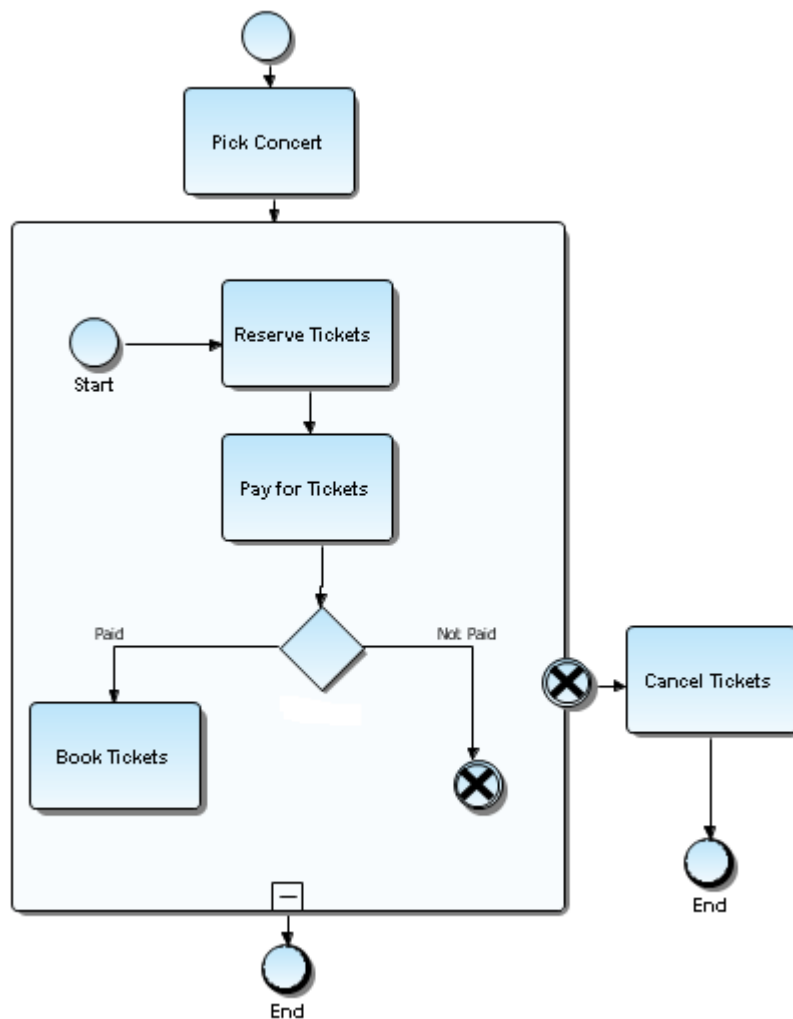 Pick Concert
Reserve Tickets
Start
Pay for Tickets
Paid
Not Paid
Cancel Tickets
Book Tickets
End
End